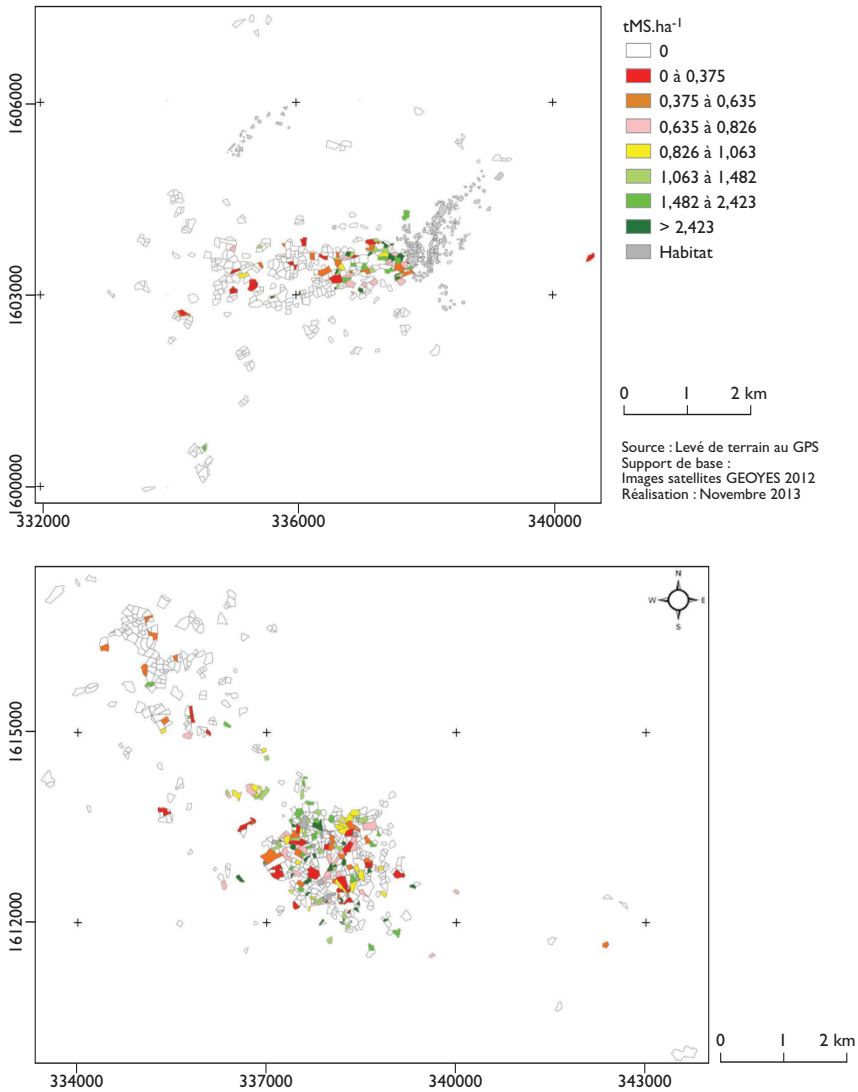 tMS.ha⁻¹
0
0 à 0,375
0,375 à 0,635
0,635 à 0,826
0,826 à 1,063
1,063 à 1,482
1,482 à 2,423
> 2,423
Habitat
1606000
1603000
1600000
332000 336000 340000
0 1 2 km
Source : Levé de terrain au GPS
Support de base :
Images satellites GEOYES 2012
Réalisation : Novembre 2013
N
W E
S
1615000
1612000
334000 337000 340000 343000
0 1 2 km